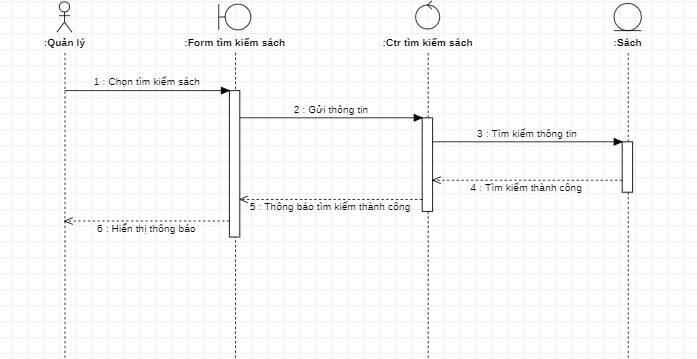 :Quản lý
:Form tìm kiếm sách
:Ctr tìm kiếm sách
:Sách
1 : Chọn tìm kiếm sách
2 : Gửi thông tin
3 : Tìm kiếm thông tin
4 : Tìm kiếm thành công
5 : Thông báo tìm kiếm thành công
6 : Hiển thị thông báo